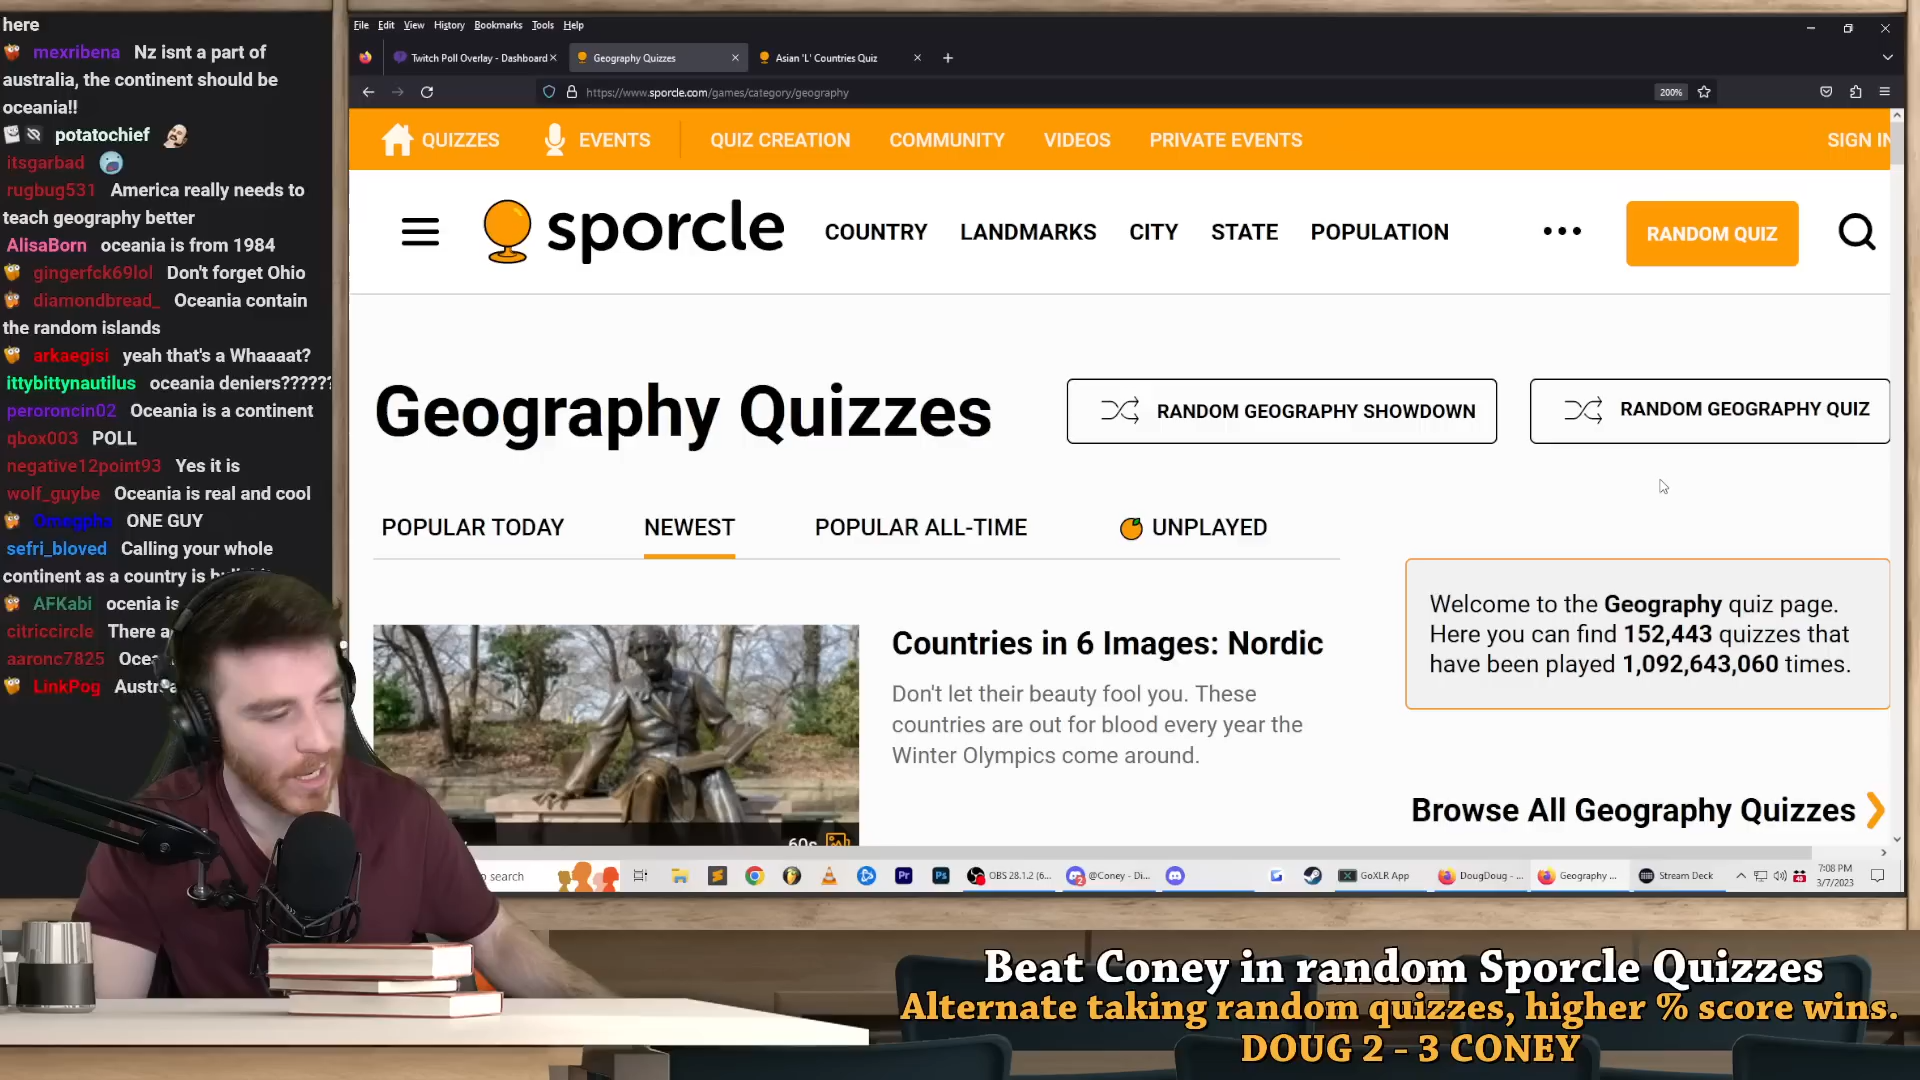 here
mexribena Nz isnt a part of
australia, the continent should be
oceania!!
potatochief
itsgarbad
rugbug531 America really needs to
teach geography better
AlisaBorn oceania is from 1984
gingerfck69lol Don't forget Ohio
diamondbread_ Oceania contain
the random islands
arkaegisi yeah that's a Whaaaat?
ittybittynautilus oceania deniers??????
peroroncin02 Oceania is a continent
qbox003 POLL
negative12point93 Yes it is
wolf_guybe Oceania is real and cool
Omegpha ONE GUY
sefri_bloved Calling your whole
continent as a country is
AFKabi ocenia is
citriccircle There a
aaronc7825 Ocea
LinkPog Austra
File Edit View History Bookmarks Tools Help
Twitch Poll Overlay - Dashboard
Geography Quizzes
Asian 'L' Countries Quiz
https://www.sporcle.com/games/category/geography
200%
QUIZZES EVENTS QUIZ CREATION COMMUNITY VIDEOS PRIVATE EVENTS SIGN IN
sporcle COUNTRY LANDMARKS CITY STATE POPULATION RANDOM QUIZ
Geography Quizzes
RANDOM GEOGRAPHY SHOWDOWN
RANDOM GEOGRAPHY QUIZ
POPULAR TODAY NEWEST POPULAR ALL-TIME UNPLAYED
Countries in 6 Images: Nordic
Don't let their beauty fool you. These
countries are out for blood every year the
Winter Olympics come around.
60s
Welcome to the Geography quiz page.
Here you can find 152,443 quizzes that
have been played 1,092,643,060 times.
Browse All Geography Quizzes
o search
Pr
Ps
OBS 28.1.2 (6...
@Coney - Di...
GoXLR App
DougDoug - ...
Geography ...
Stream Deck
7:08 PM
3/7/2023
Beat Coney in random Sporcle Quizzes
Alternate taking random quizzes, higher % score wins.
DOUG 2 - 3 CONEY